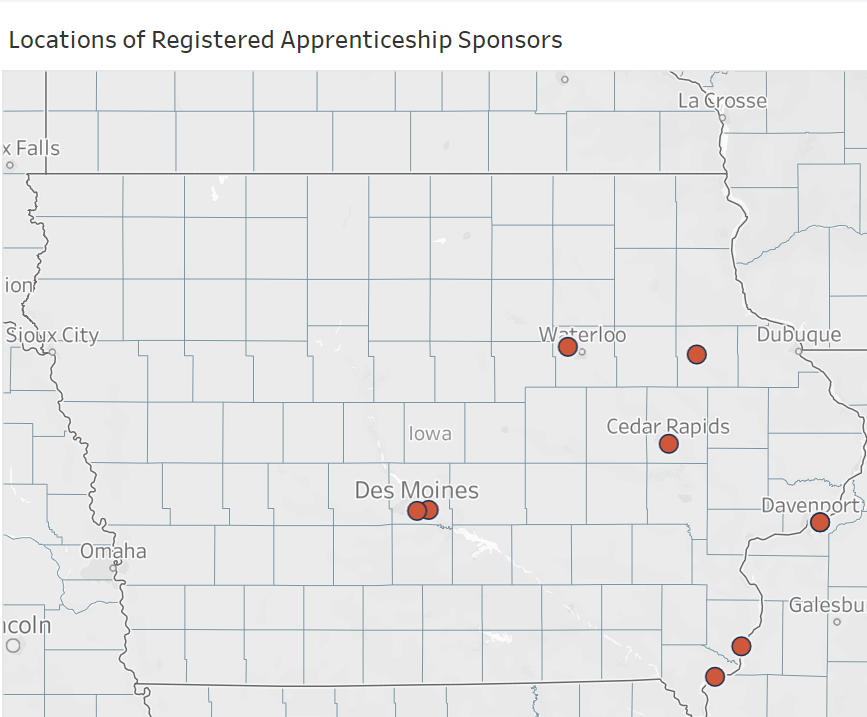 Locations of Registered Apprenticeship Sponsors
La Crosse
x Falls
ion
Sioux City
Waterloo
Dubuque
Iowa
Cedar Rapids
Des Moines
Davenport
Omaha
Galesbu
ncoln